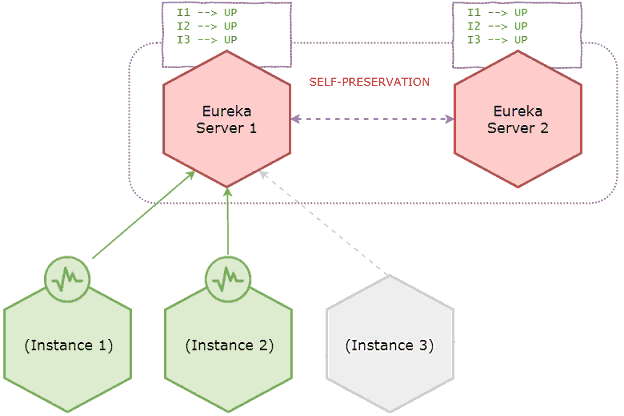 I1 --> UP
I2 --> UP
I3 --> UP
I1 --> UP
I2 --> UP
I3 --> UP
SELF-PRESERVATION
Eureka
Server 1
Eureka
Server 2
(Instance 1)
(Instance 2)
(Instance 3)